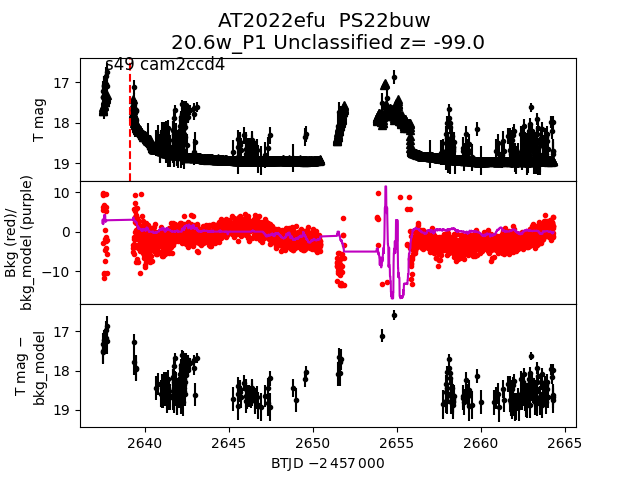 AT2022efu  PS22buw
20.6w_P1 Unclassified z= -99.0
s49 cam2ccd4
17
18
19
T mag
10
0
−10
Bkg (red)/
bkg_model (purple)
17
18
19
T mag −
bkg_model
2640
2645
2650
2655
2660
2665
BTJD −2 457 000